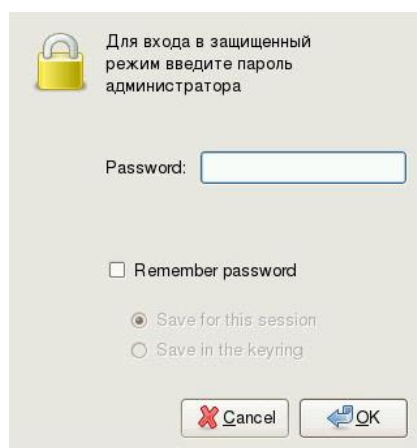 Для входа в защищенный
режим введите пароль
администратора
Password:
Remember password
Save for this session
Save in the keyring
Cancel
OK